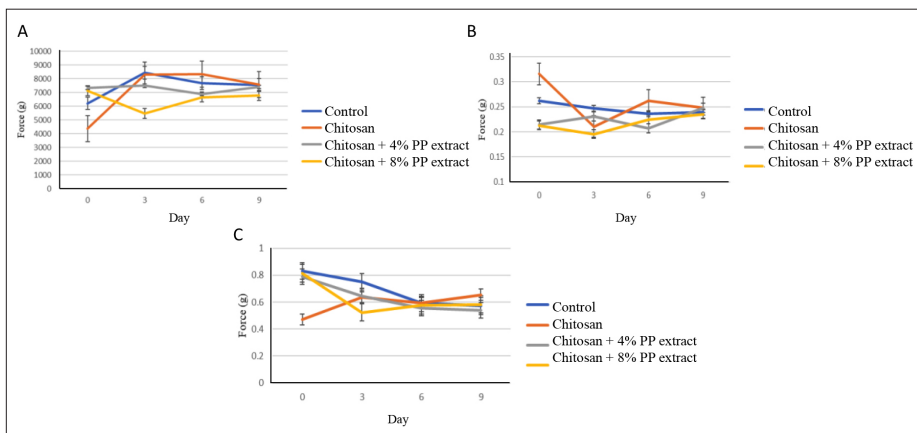 A
10000
9000
8000
7000
6000
5000
4000
3000
2000
1000
0
Force (g)
0 3 6 9
Day
Control
Chitosan
Chitosan + 4% PP extract
Chitosan + 8% PP extract
B
0.35
0.3
0.25
0.2
0.15
0.1
Force (g)
0 3 6 9
Day
Control
Chitosan
Chitosan + 4% PP extract
Chitosan + 8% PP extract
C
1
0.8
0.6
0.4
0.2
0
Force (g)
0 3 6 9
Day
Control
Chitosan
Chitosan + 4% PP extract
Chitosan + 8% PP extract